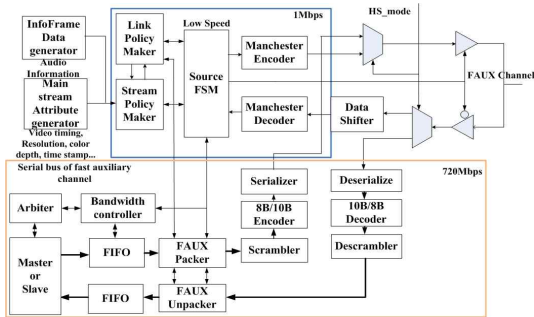 InfoFrame
Data
generator
Audio
Information
Main
stream
Attribute
generator
Video timing,
Resolution, color
depth, time stamp...
Link
Policy
Maker
Stream
Policy
Maker
Low Speed
Source
FSM
1Mbps
Manchester
Encoder
Manchester
Decoder
Data
Shifter
HS_mode
FAUX Channel
Serial bus of fast auxiliary
channel
720Mbps
Arbiter
Bandwidth
controller
Master
or
Slave
FIFO
FIFO
FAUX
Packer
FAUX
Unpacker
Serializer
8B/10B
Encoder
Scrambler
Deserialize
10B/8B
Decoder
Descrambler